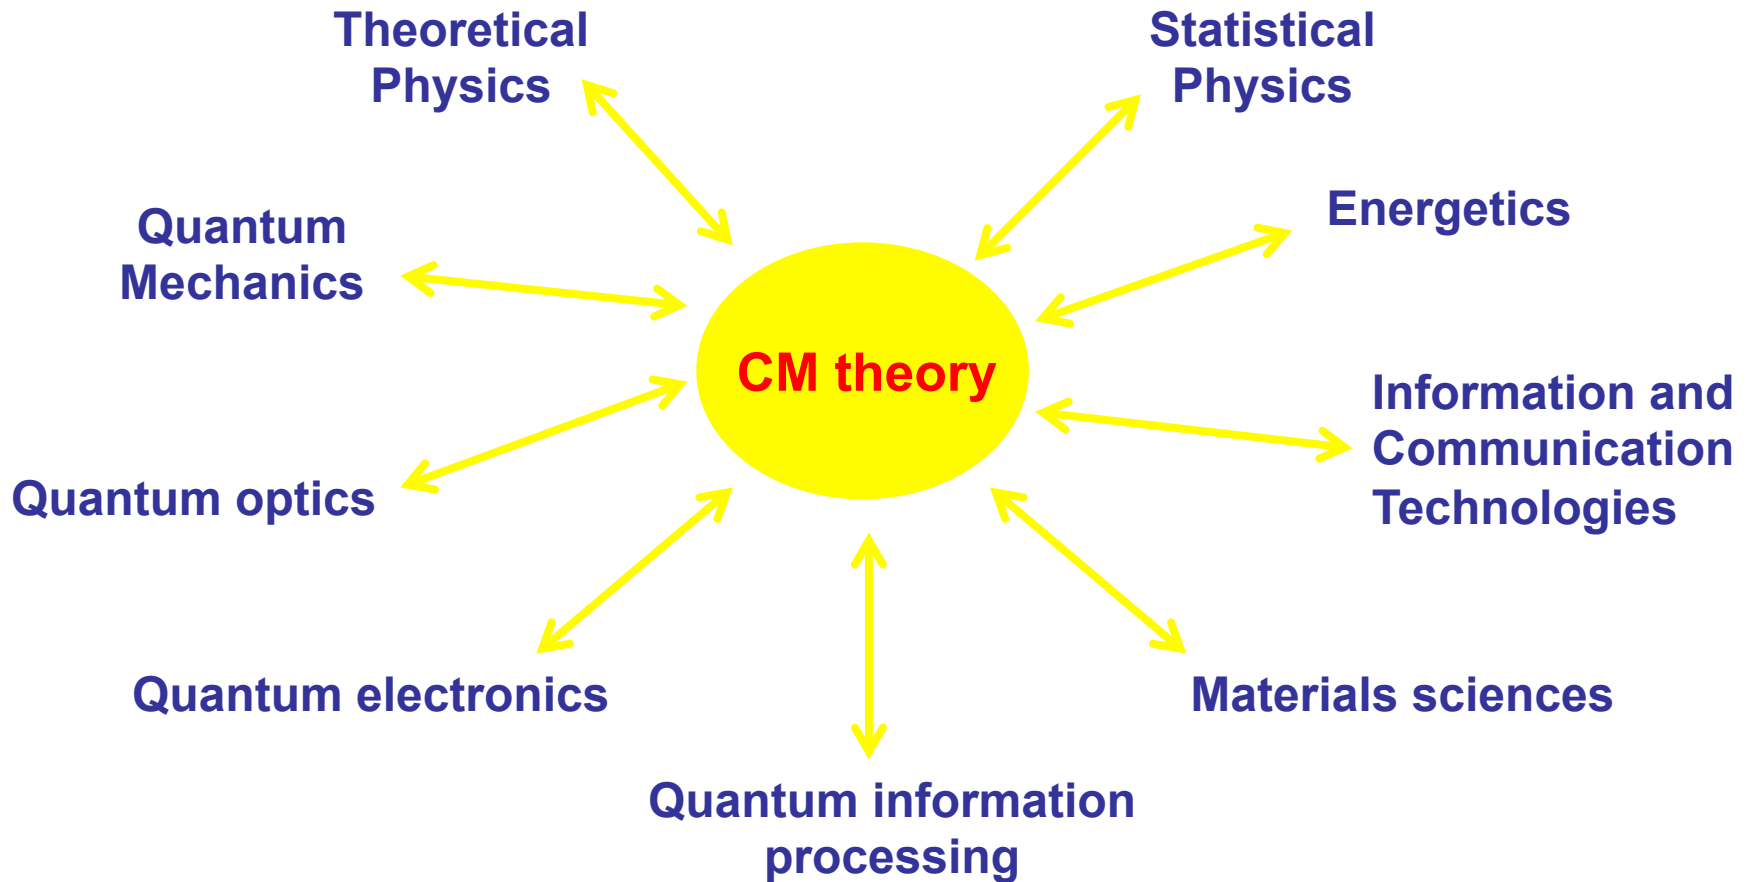 Theoretical
Physics
Statistical
Physics
Quantum
Mechanics
Energetics
CM theory
Information and
Communication
Technologies
Quantum optics
Quantum electronics
Materials sciences
Quantum information
processing